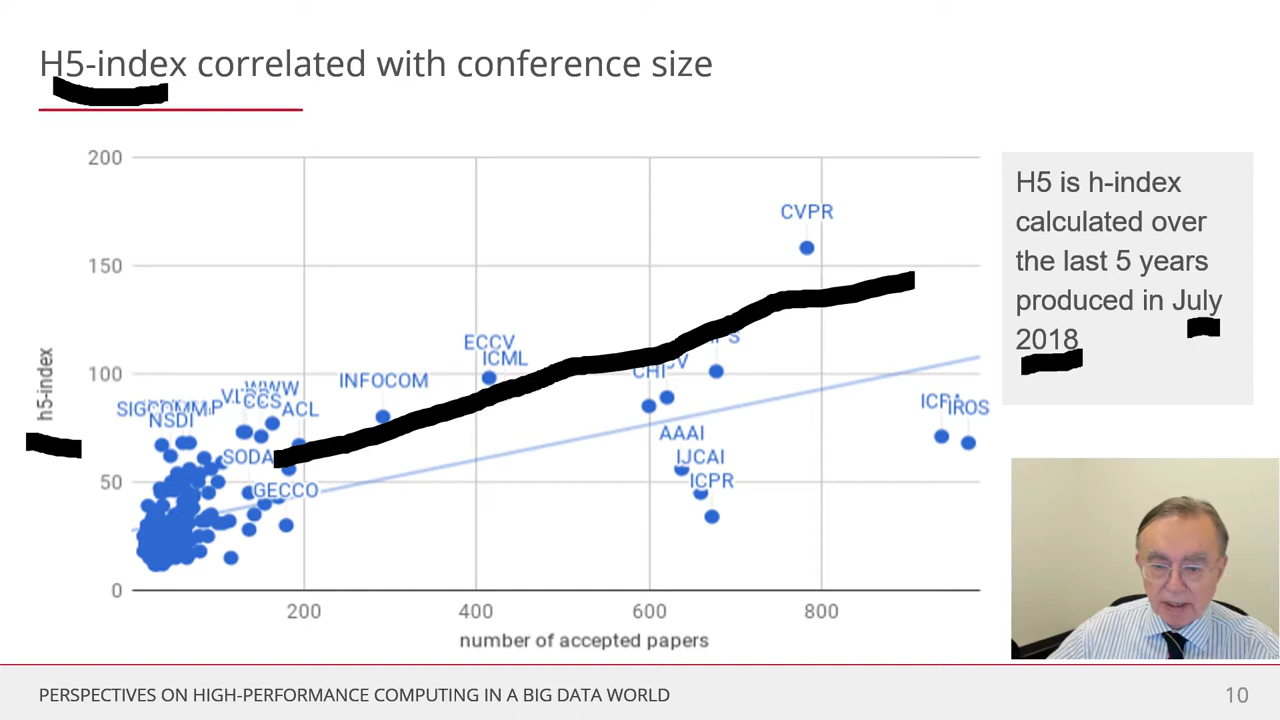 H5-index correlated with conference size
200
150
100
50
0
h5-index
CVPR
ECCV
ICML
INFOCOM
WWW
CCS
ACL
NSDI
SODA
GECCO
CHI
AAAI
IJCAI
ICPR
IROS
200 400 600 800
number of accepted papers
H5 is h-index
calculated over
the last 5 years
produced in July
2018
PERSPECTIVES ON HIGH-PERFORMANCE COMPUTING IN A BIG DATA WORLD
10